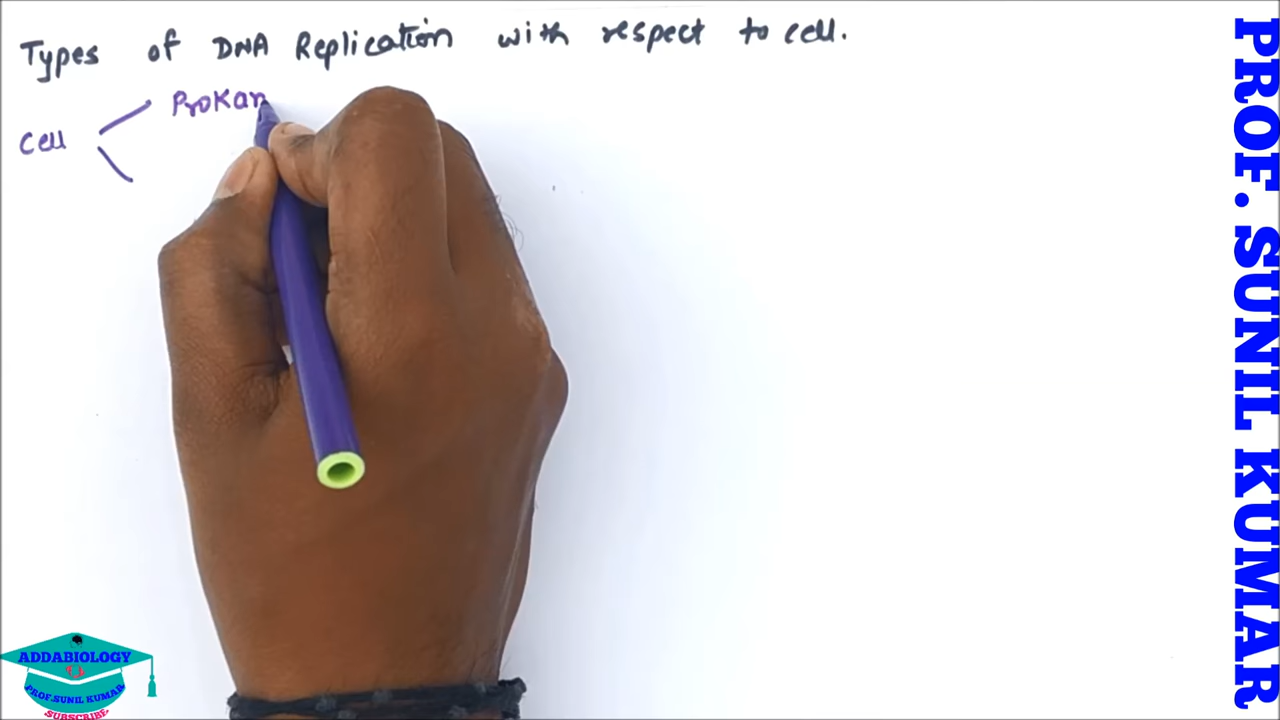 Types of DNA Replication with respect to cell.
Prokar
Cell
PROF. SUNIL KUMAR
ADDABIOLOGY
PROF.SUNIL KUMAR
SUBSCRIBE